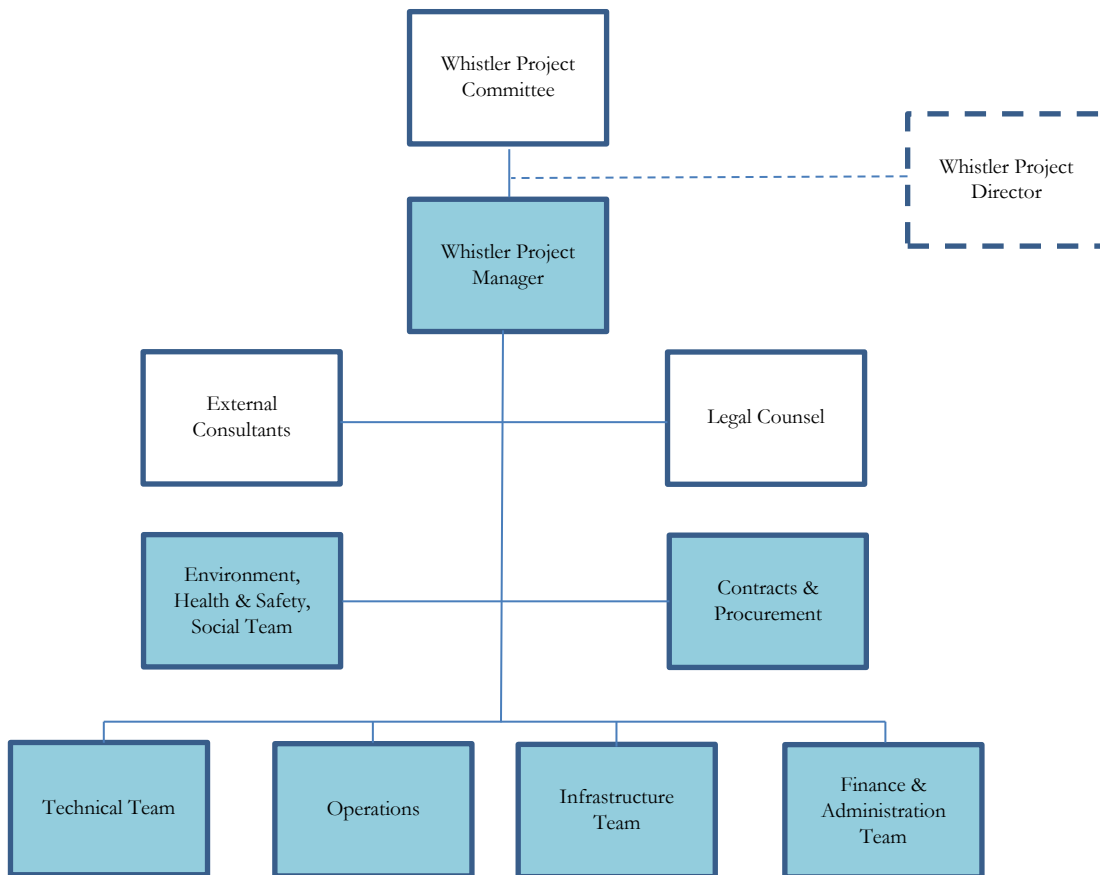 Whistler Project
Committee
Whistler Project
Director
Whistler Project
Manager
External
Consultants
Legal Counsel
Environment,
Health & Safety,
Social Team
Contracts &
Procurement
Technical Team
Operations
Infrastructure
Team
Finance &
Administration
Team